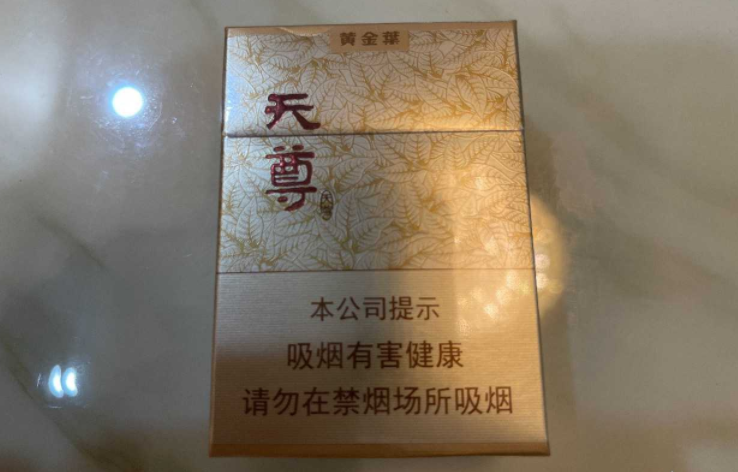 黄金葉
天
尊
本公司提示
吸烟有害健康
请勿在禁烟场所吸烟